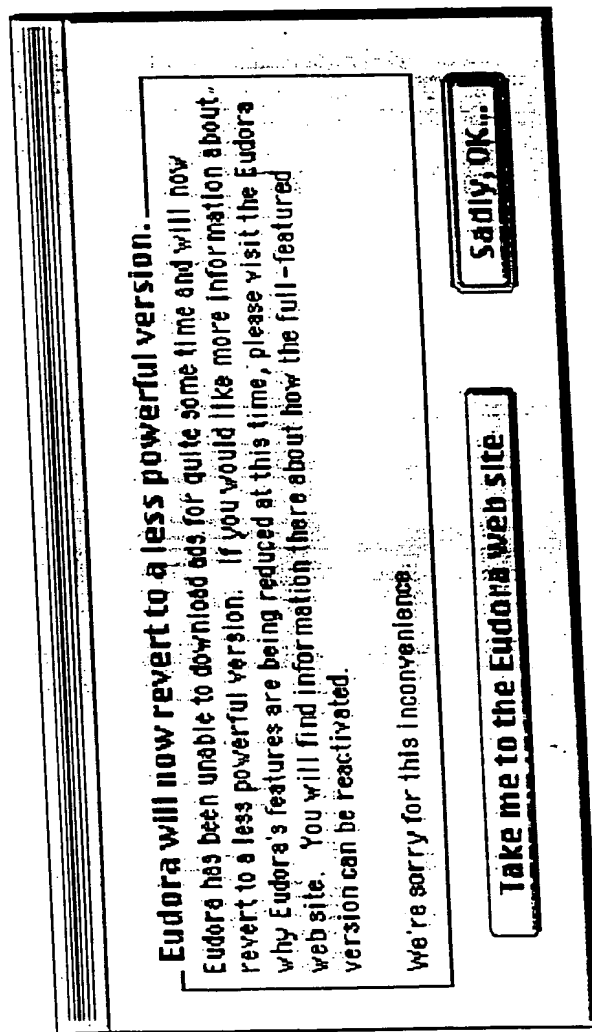 Eudora will now revert to a less powerful version.
Eudora has been unable to download ads for quite some time and will now
revert to a less powerful version. If you would like more information about
why Eudora's features are being reduced at this time, please visit the Eudora
web site. You will find information there about how the full-featured
version can be reactivated.
We're sorry for this inconvenience.
Take me to the Eudora web site
Sadly, OK...